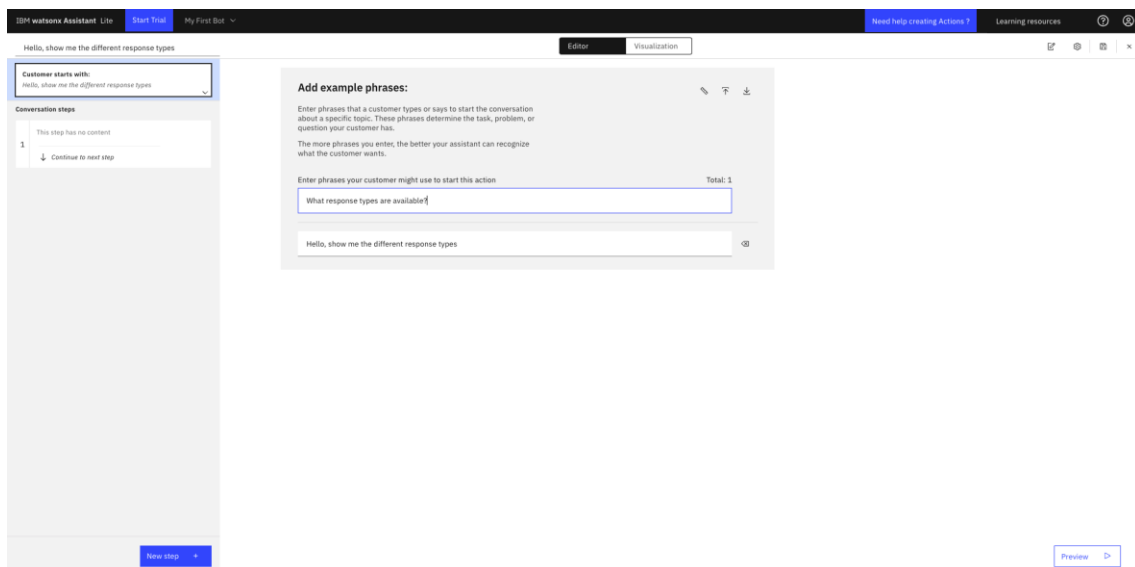 IBM watsonx Assistant Lite Start Trial My First Bot Need help creating Actions ? Learning resources
Hello, show me the different response types Editor Visualization
Customer starts with:
Hello, show me the different response types
Conversation steps
1 This step has no content
Continue to next step
Add example phrases:
Enter phrases that a customer types or says to start the conversation
about a specific topic. These phrases determine the task, problem, or
question your customer has.
The more phrases you enter, the better your assistant can recognize
what the customer wants.
Enter phrases your customer might use to start this action Total: 1
What response types are available?
Hello, show me the different response types
New step +
Preview